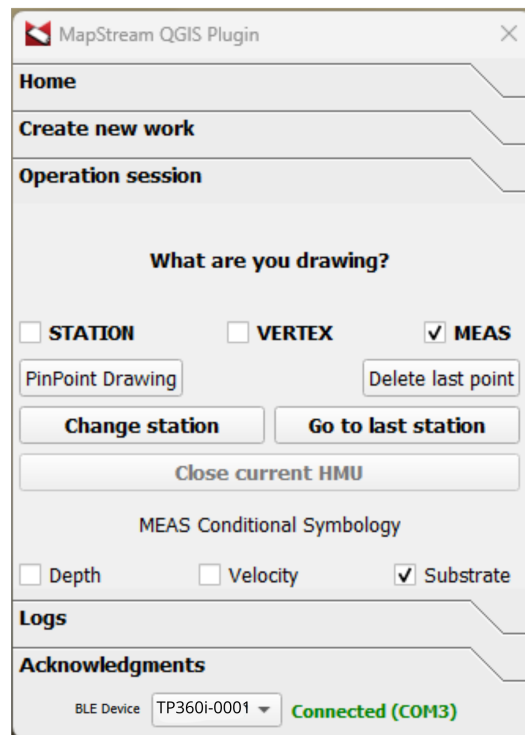 MapStream QGIS Plugin
Home
Create new work
Operation session
What are you drawing?
STATION VERTEX MEAS
PinPoint Drawing Delete last point
Change station Go to last station
Close current HMU
MEAS Conditional Symbology
Depth Velocity Substrate
Logs
Acknowledgments
BLE Device TP360i-0001 Connected (COM3)